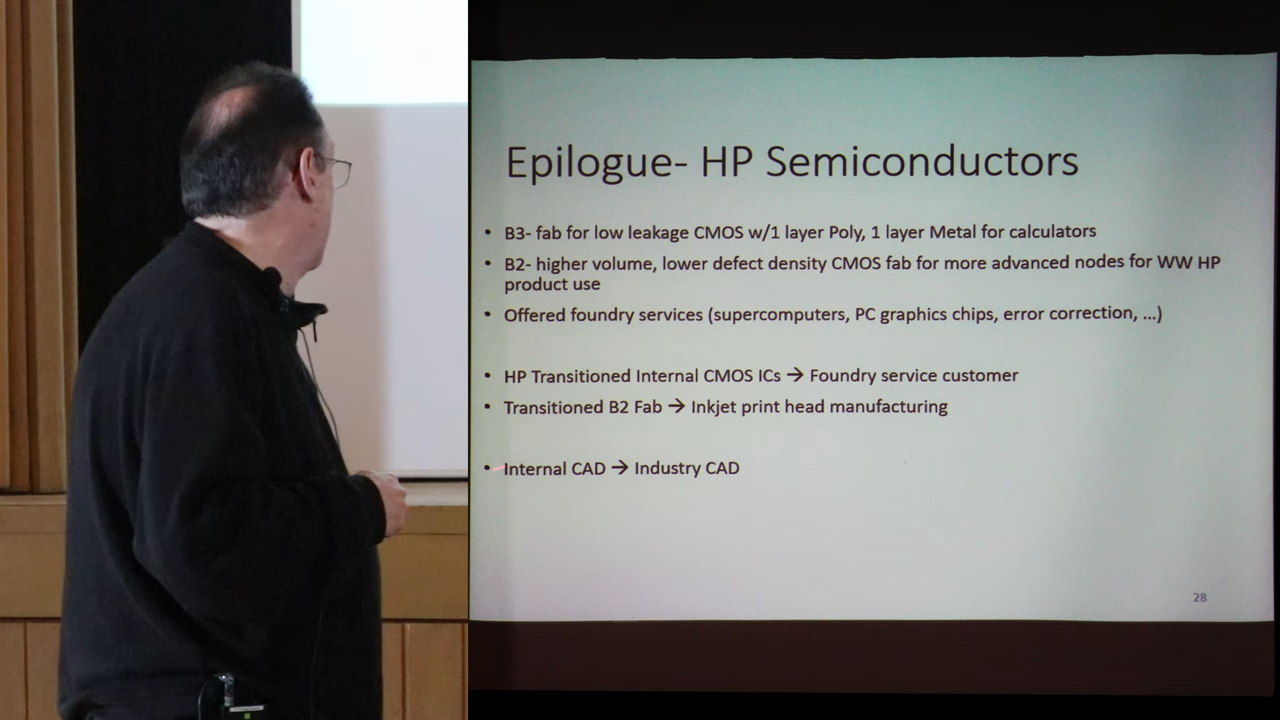 Epilogue- HP Semiconductors
• B3- fab for low leakage CMOS w/1 layer Poly, 1 layer Metal for calculators
• B2- higher volume, lower defect density CMOS fab for more advanced nodes for WW HP
product use
• Offered foundry services (supercomputers, PC graphics chips, error correction, ...)
• HP Transitioned Internal CMOS ICs → Foundry service customer
• Transitioned B2 Fab → Inkjet print head manufacturing
• Internal CAD → Industry CAD
28